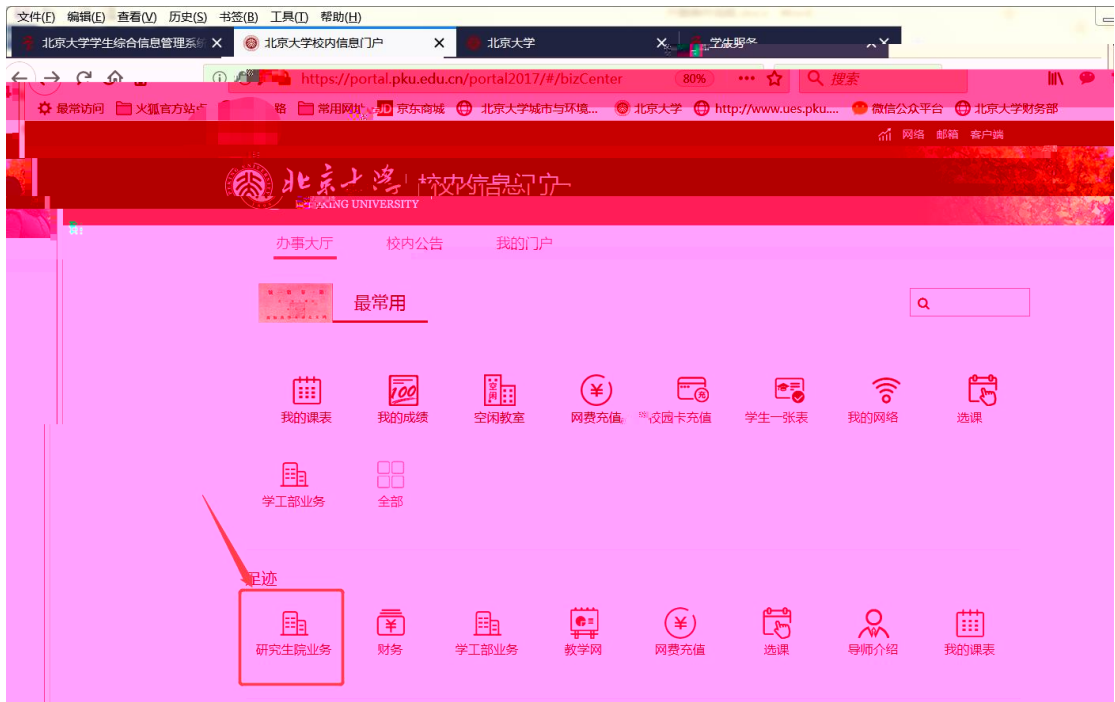 文件(F) 编辑(E) 查看(V) 历史(S) 书签(B) 工具(T) 帮助(H)
北京大学学生综合信息管理系统 北京大学校内信息门户 北京大学
https://portal.pku.edu.cn/portal2017/#/bizCenter 80% 搜索
最常访问 火狐官方站点 常用网址 JD 京东商城 北京大学城市与环境... 北京大学 http://www.ues.pku.... 微信公众平台 北京大学财务部
网络 邮箱 客户端
北京大学 校内信息门户
PEKING UNIVERSITY
办事大厅 校内公告 我的门户
最常用
我的课表 我的成绩 空闲教室 网费充值 校园卡充值 学生一张表 我的网络 选课
学工部业务 全部
足迹
研究生院业务 财务 学工部业务 教学网 网费充值 选课 导师介绍 我的课表